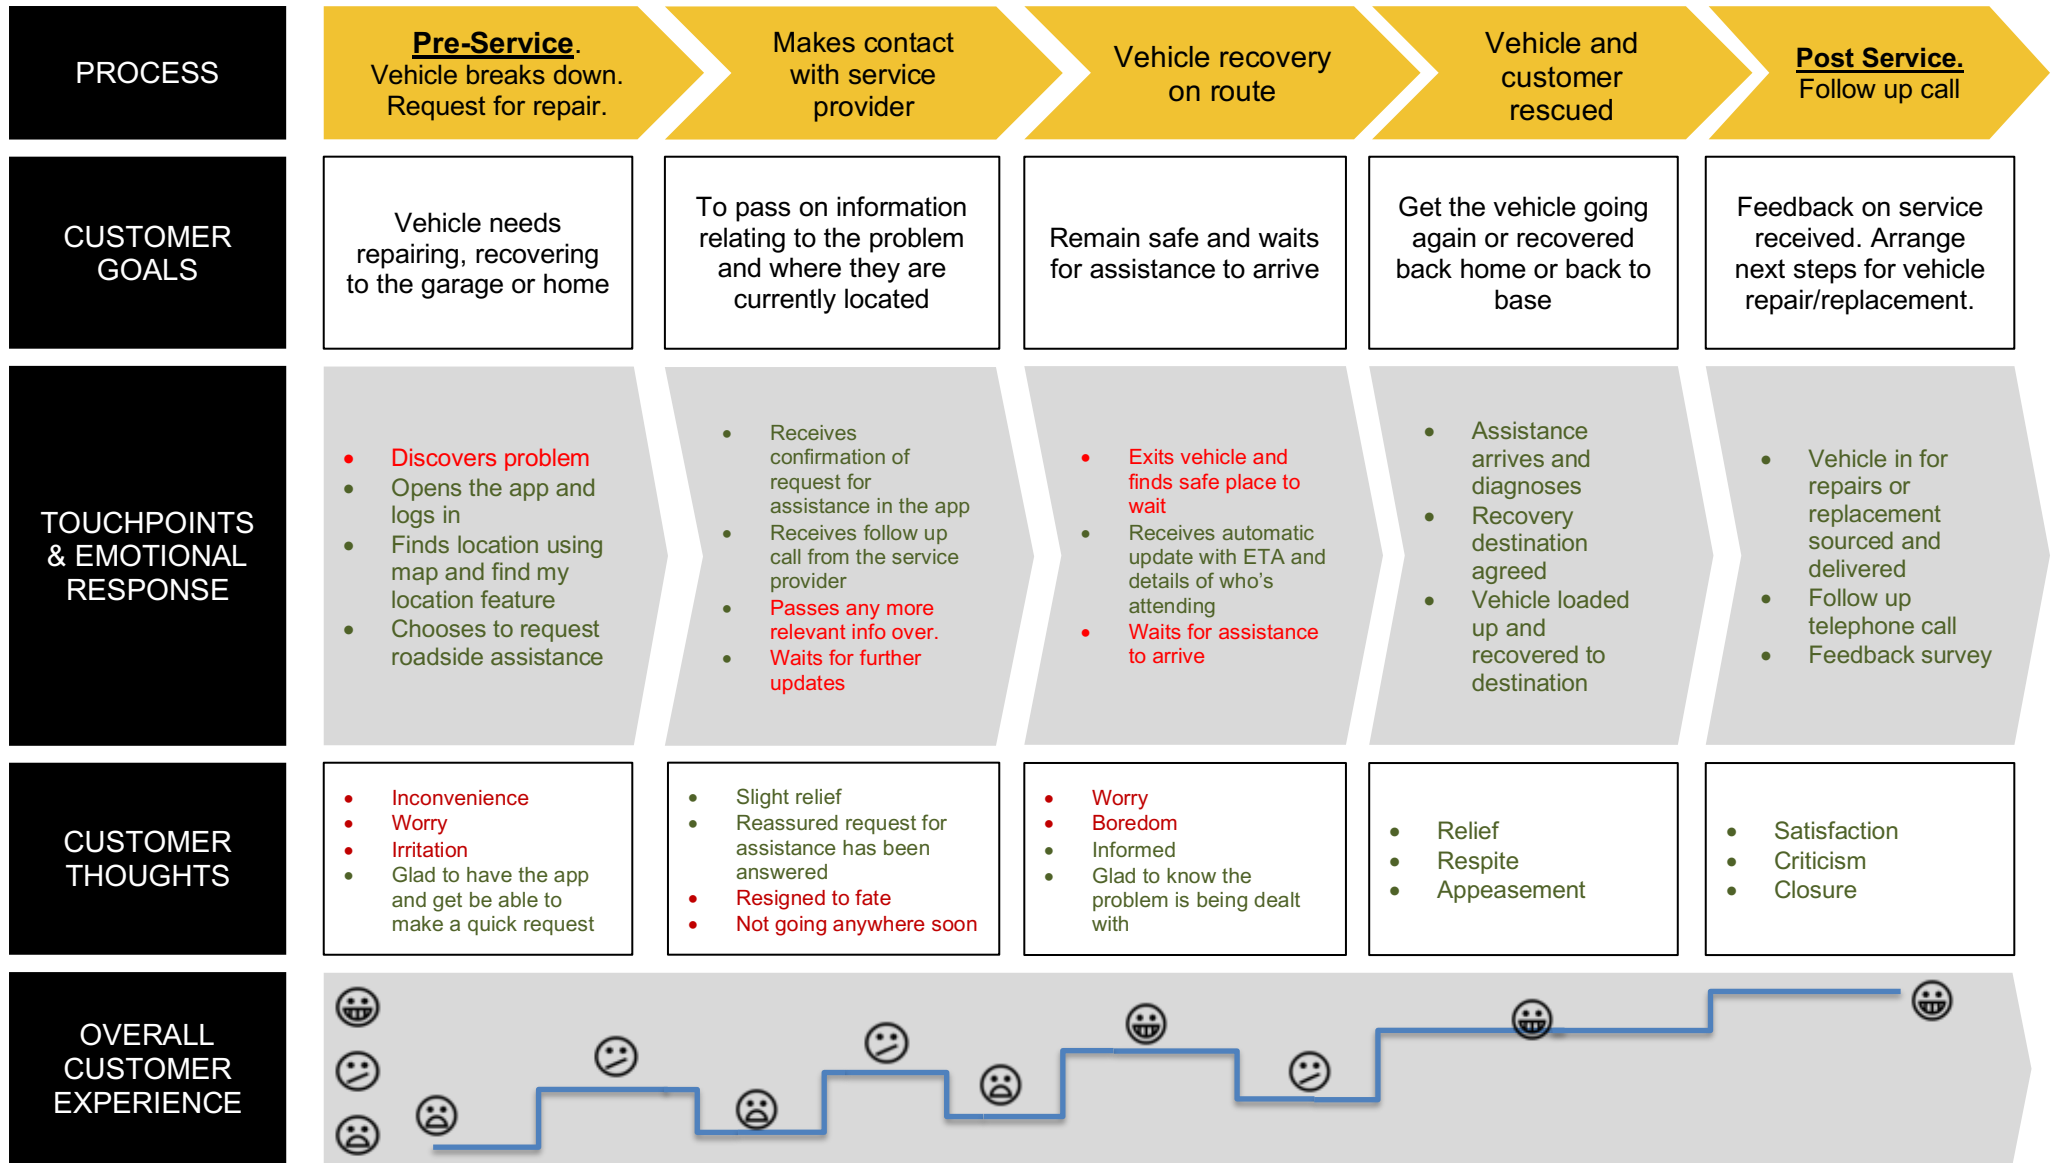 PROCESS
Pre-Service.
Vehicle breaks down.
Request for repair.
Makes contact
with service
provider
Vehicle recovery
on route
Vehicle and
customer
rescued
Post Service.
Follow up call
CUSTOMER
GOALS
Vehicle needs
repairing, recovering
to the garage or home
To pass on information
relating to the problem
and where they are
currently located
Remain safe and waits
for assistance to arrive
Get the vehicle going
again or recovered
back home or back to
base
Feedback on service
received. Arrange
next steps for vehicle
repair/replacement.
TOUCHPOINTS
& EMOTIONAL
RESPONSE
• Discovers problem
• Opens the app and
logs in
• Finds location using
map and find my
location feature
• Chooses to request
roadside assistance
• Receives
confirmation of
request for
assistance in the app
• Receives follow up
call from the service
provider
• Passes any more
relevant info over.
• Waits for further
updates
• Exits vehicle and
finds safe place to
wait
• Receives automatic
update with ETA and
details of who’s
attending
• Waits for assistance
to arrive
• Assistance
arrives and
diagnoses
• Recovery
destination
agreed
• Vehicle loaded
up and
recovered to
destination
• Vehicle in for
repairs or
replacement
sourced and
delivered
• Follow up
telephone call
• Feedback survey
CUSTOMER
THOUGHTS
• Inconvenience
• Worry
• Irritation
• Glad to have the app
and get be able to
make a quick request
• Slight relief
• Reassured request for
assistance has been
answered
• Resigned to fate
• Not going anywhere soon
• Worry
• Boredom
• Informed
• Glad to know the
problem is being dealt
with
• Relief
• Respite
• Appeasement
• Satisfaction
• Criticism
• Closure
OVERALL
CUSTOMER
EXPERIENCE